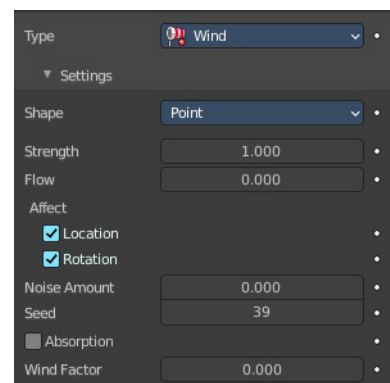 Type Wind
Settings
Shape Point
Strength 1.000
Flow 0.000
Affect
Location
Rotation
Noise Amount 0.000
Seed 39
Absorption
Wind Factor 0.000